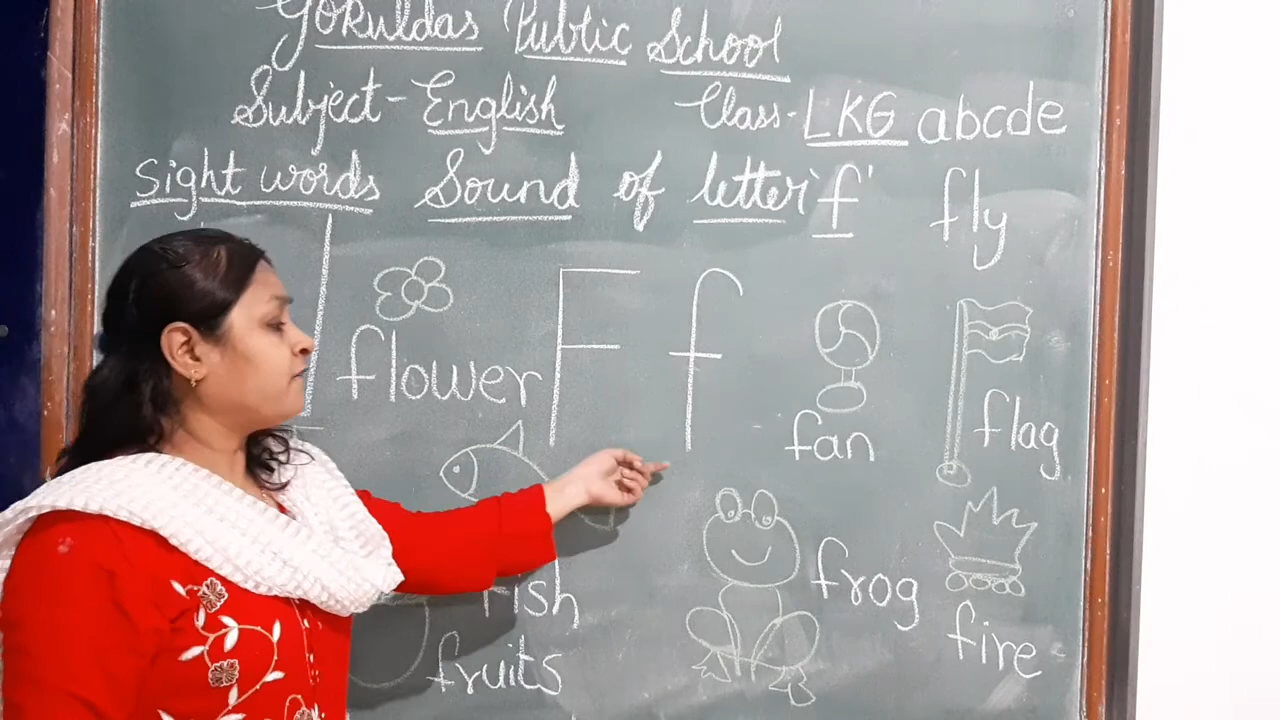 Gokuldas Public School
Subject - English Class - LKG abcde
Sight words Sound of letter 'f' fly
flower F f
fan flag
fish frog
fruits fire